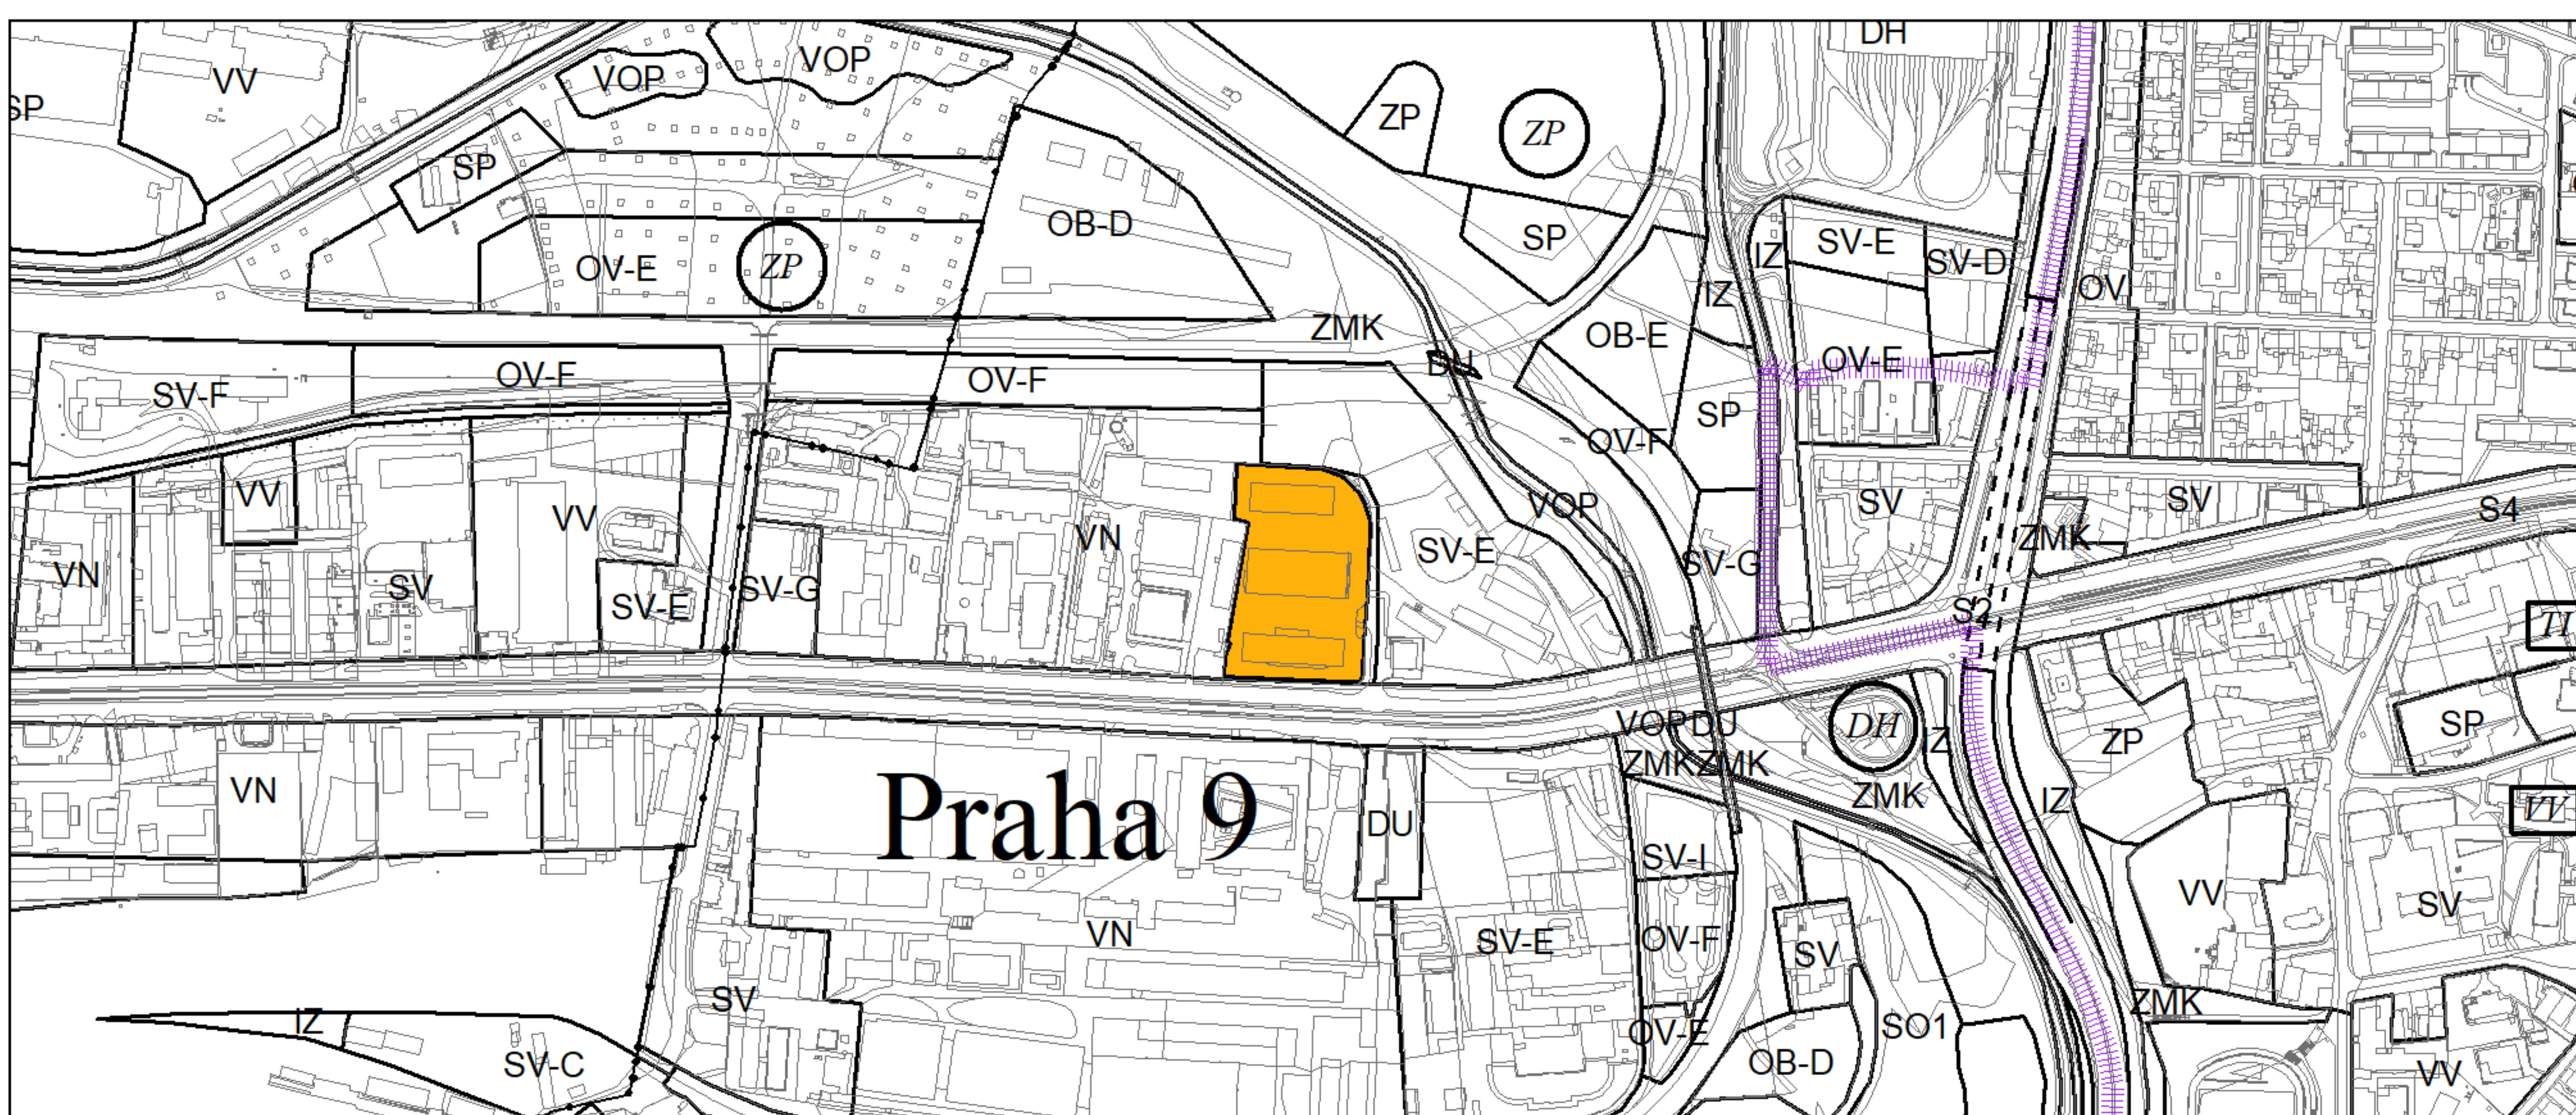 DH
VOP
VOP
VV
SP
ZP
ZP
SP
OB-D
SP
SV-E
SV-D
IZ
OV-E
ZP
IZ
OV
ZMK
OB-E
DU
OV-E
OV-F
OV-F
SV-F
SP
OV-F
VV
VV
VN
SV-E
VOP
SV
SV
S4
ZMK
VN
SV
SV-E
SV-G
SV-G
S2
TI
VOP
DU
DH
IZ
ZP
SP
ZMK
ZMK
VN
Praha 9
DU
ZMK
IZ
VV
SV-I
VV
SV
VN
SV-E
OV-F
SV
SV
IZ
OV-E
SO1
ZMK
SV-C
OB-D
VV